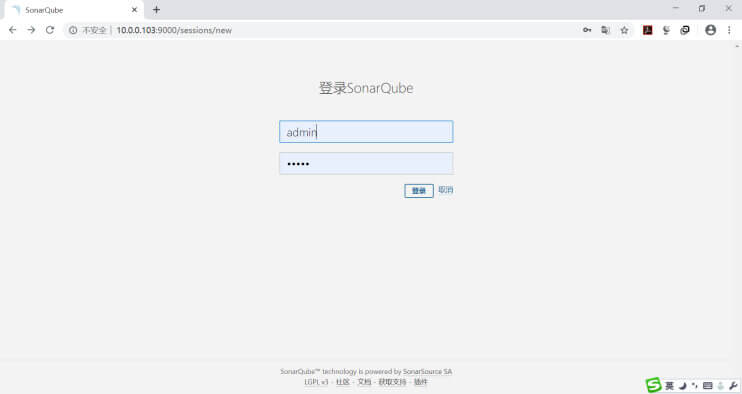 SonarQube
不安全 | 10.0.0.103:9000/sessions/new
登录SonarQube
admin
•••••
登录 取消
SonarQube™ technology is powered by SonarSource SA
LGPL v3 - 社区 - 文档 - 获取支持 - 插件
S 英